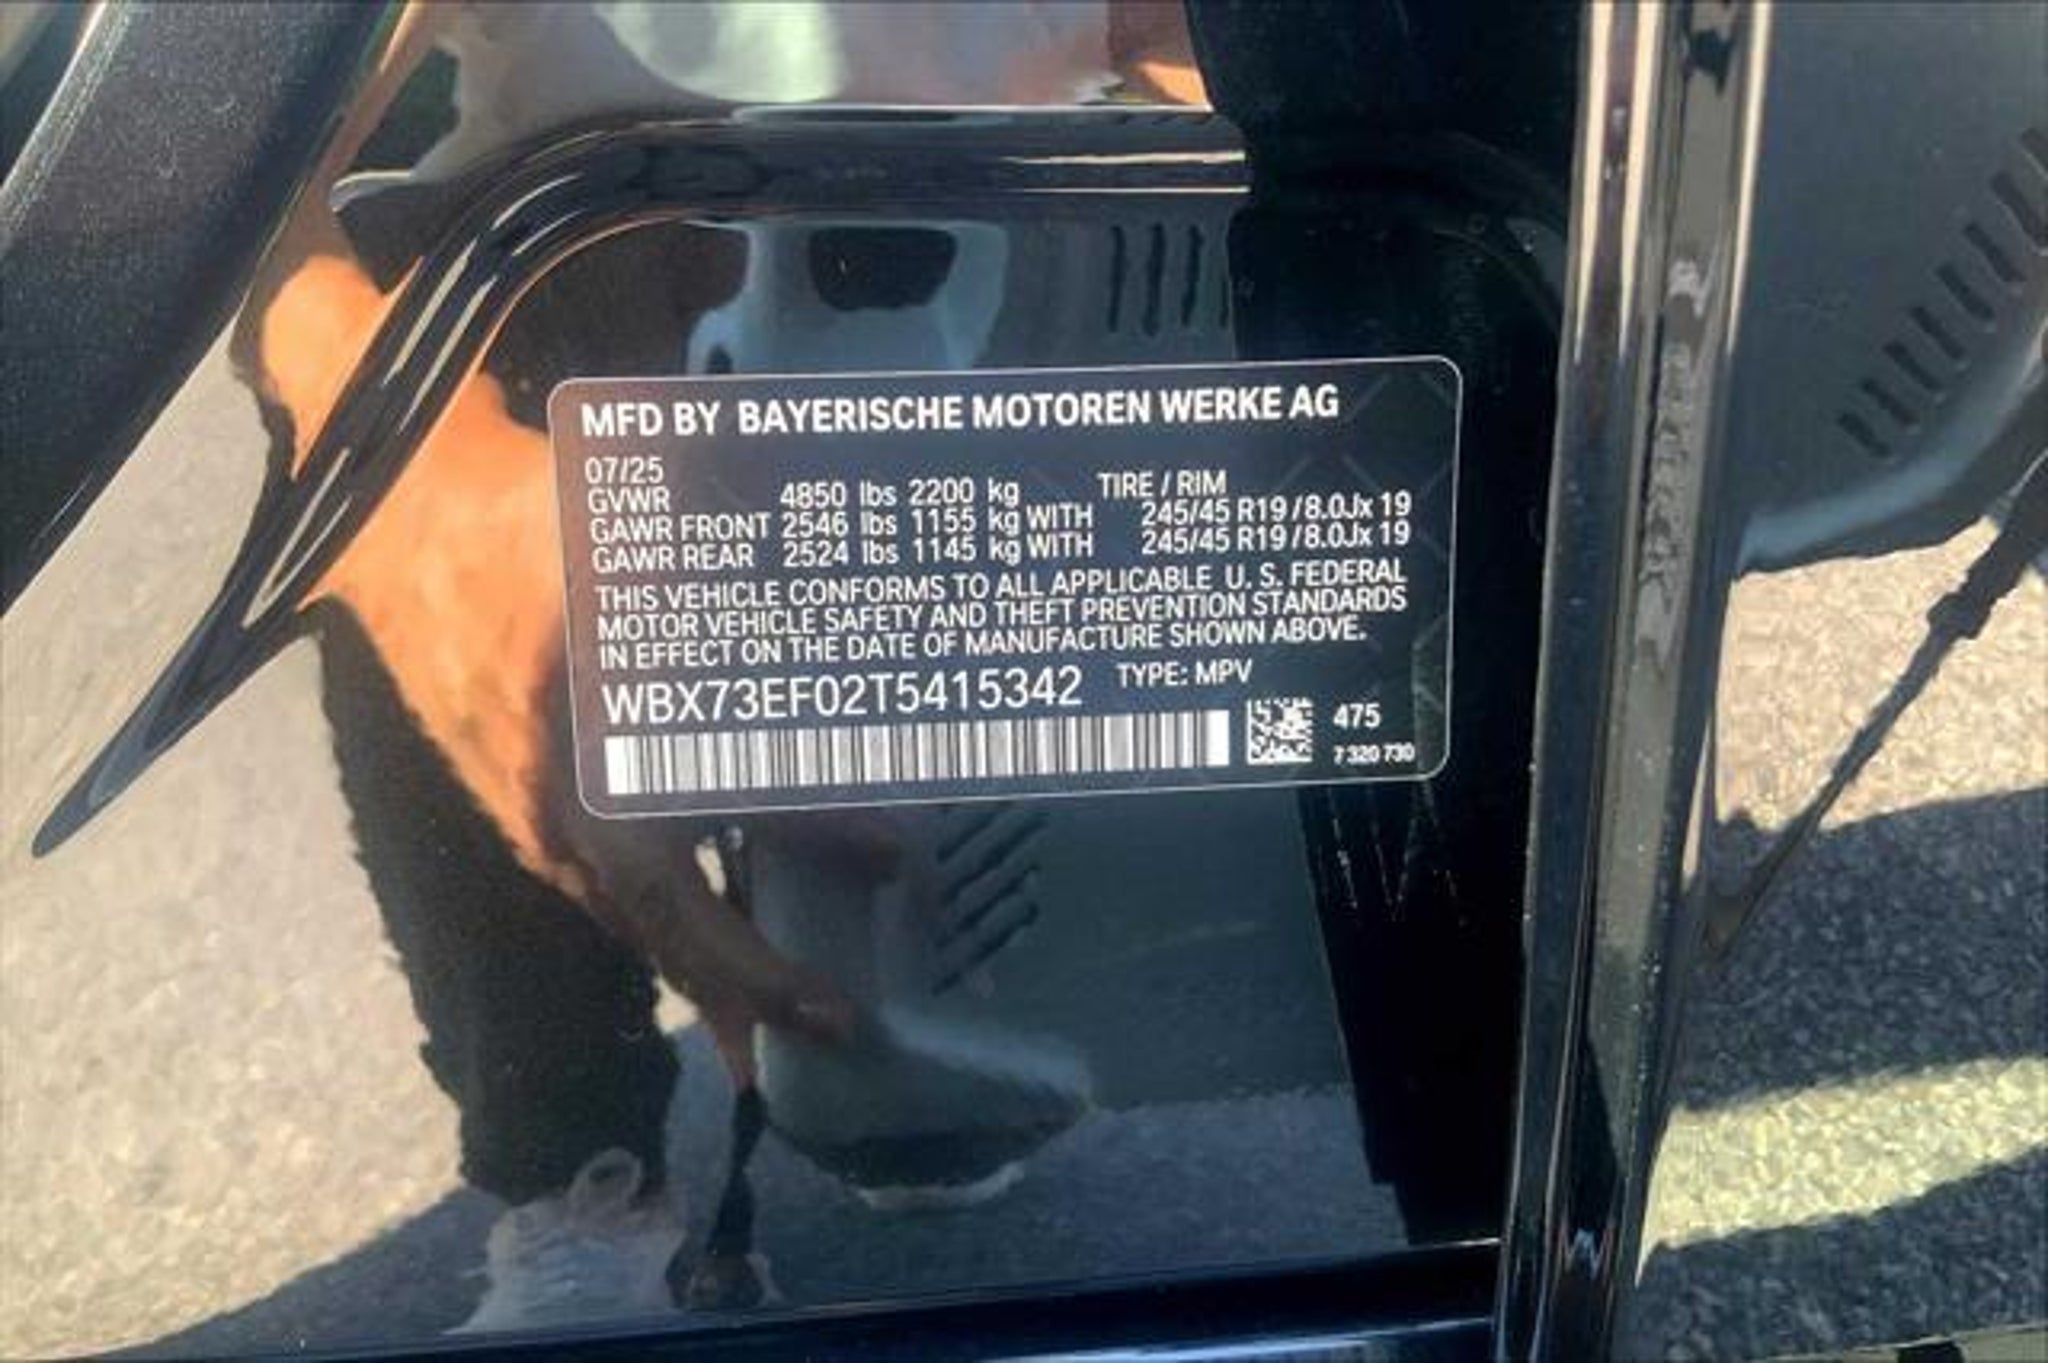 MFD BY BAYERISCHE MOTOREN WERKE AG
07/25
GVWR 4850 lbs 2200 kg TIRE / RIM
GAWR FRONT 2546 lbs 1155 kg WITH 245/45 R19 /8.0Jx 19
GAWR REAR 2524 lbs 1145 kg WITH 245/45 R19 /8.0Jx 19
THIS VEHICLE CONFORMS TO ALL APPLICABLE U. S. FEDERAL
MOTOR VEHICLE SAFETY AND THEFT PREVENTION STANDARDS
IN EFFECT ON THE DATE OF MANUFACTURE SHOWN ABOVE.
WBX73EF02T5415342 TYPE: MPV
475
7 320 730